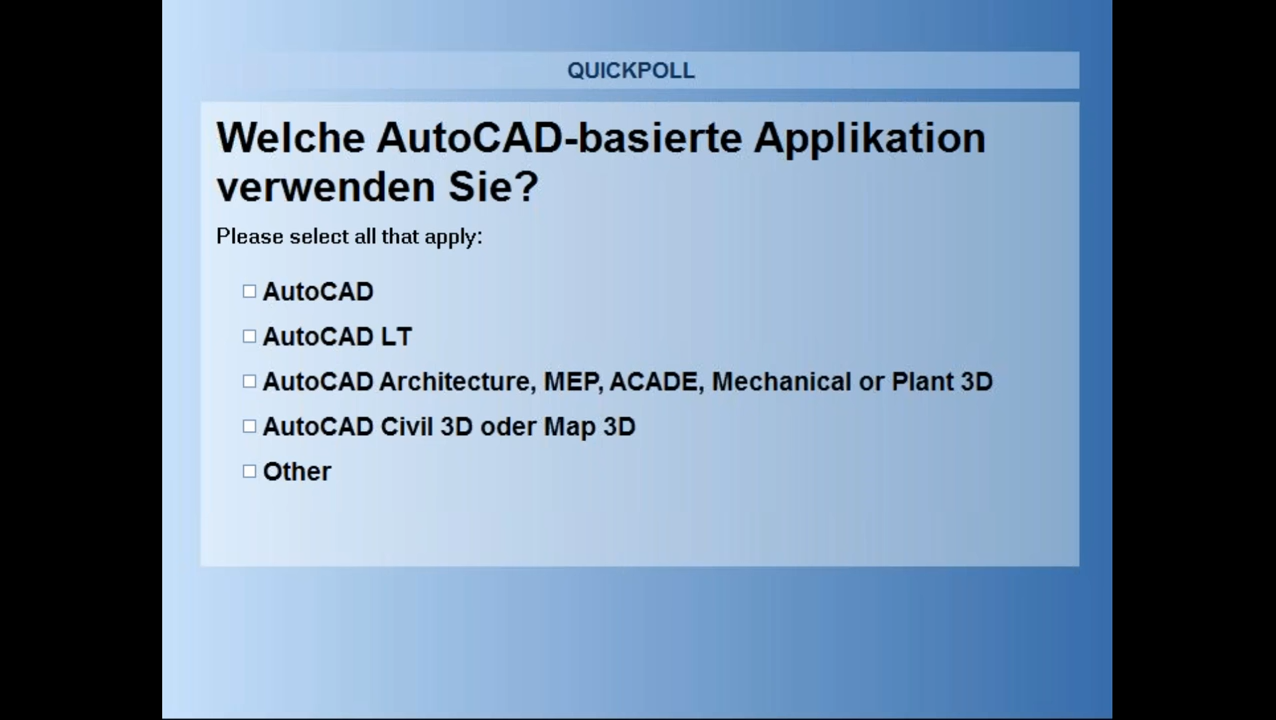 QUICKPOLL
Welche AutoCAD-basierte Applikation
verwenden Sie?
Please select all that apply:
AutoCAD
AutoCAD LT
AutoCAD Architecture, MEP, ACADE, Mechanical or Plant 3D
AutoCAD Civil 3D oder Map 3D
Other